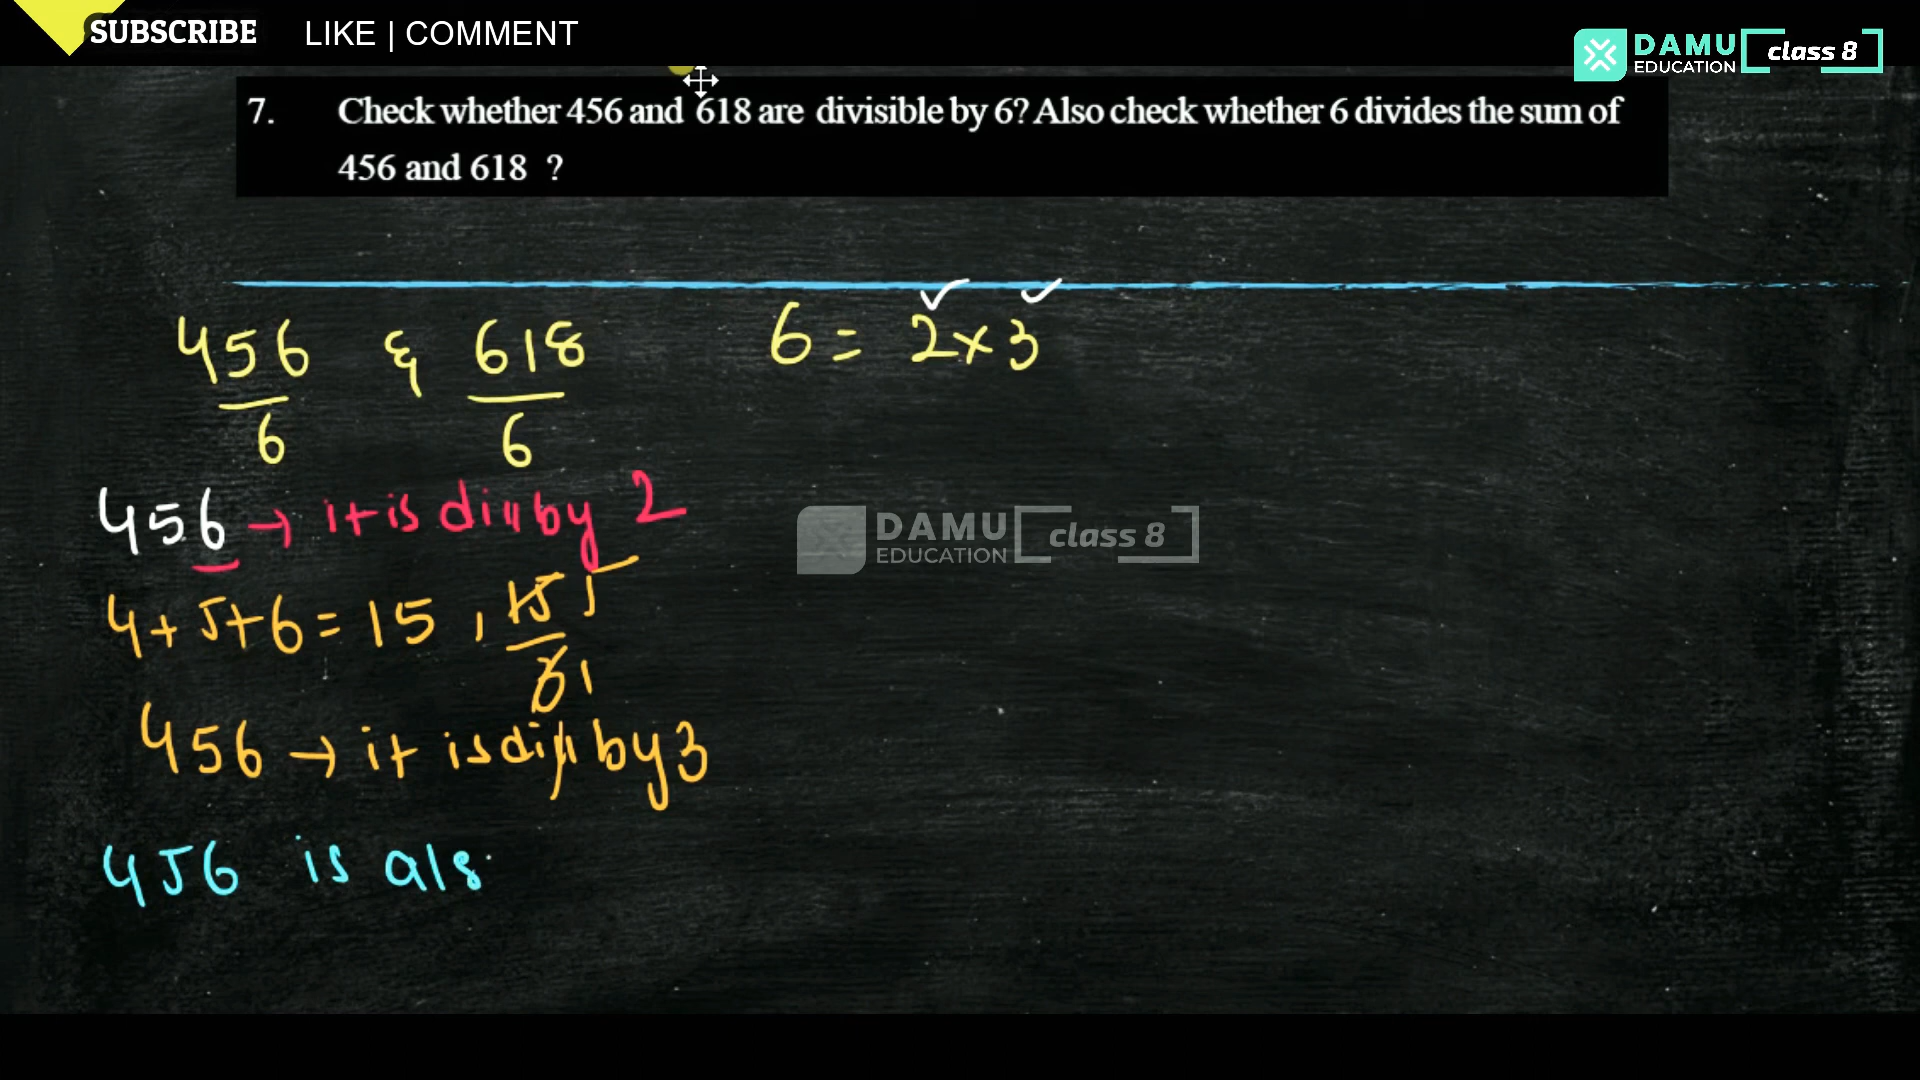 SUBSCRIBE LIKE | COMMENT
DAMU EDUCATION class 8
7. Check whether 456 and 618 are divisible by 6? Also check whether 6 divides the sum of
456 and 618 ?
456/6 & 618/6 6 = 2 × 3
456 → it is div by 2
DAMU EDUCATION class 8
4 + 5 + 6 = 15 , 15/3 5 1
456 → it is div by 3
456 is als